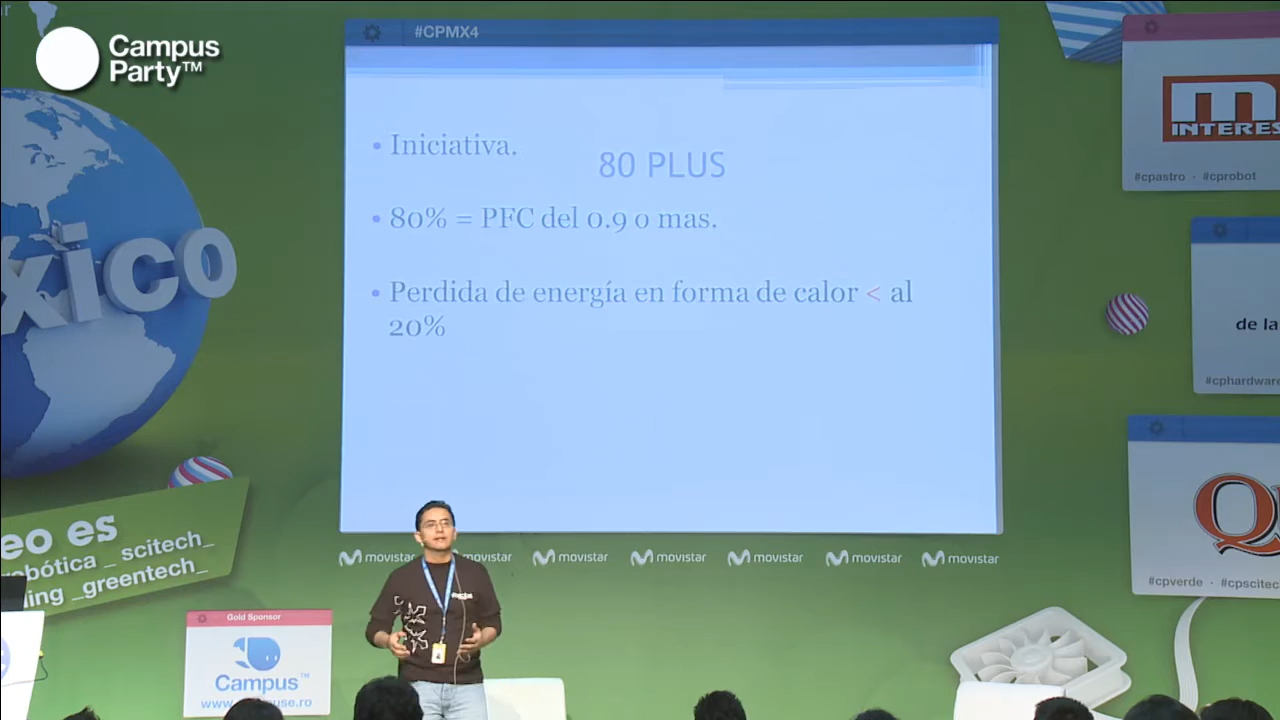 Campus
Party™
#CPMX4
Iniciativa.
80 PLUS
80% = PFC del 0.9 o mas.
Perdida de energía en forma de calor < al
20%
xico
eo es
robótica _ scitech_
ing _greentech_
movistar movistar movistar movistar movistar movistar movistar
Gold Sponsor
Campus™
INTERES
#cpastro · #cprobot
de la
#cphardware
Q
#cpverde · #cpscitec